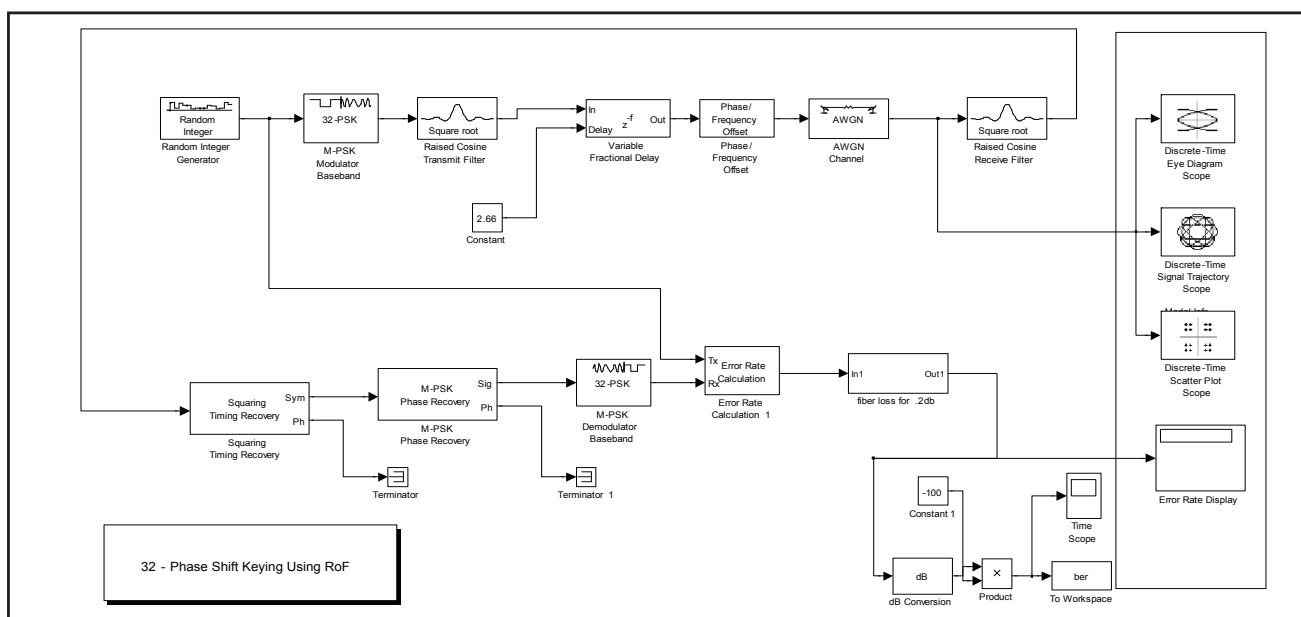 Random
Integer
Random Integer
Generator
32-PSK
M-PSK
Modulator
Baseband
Square root
Raised Cosine
Transmit Filter
In
Delay
z
-f
Out
Variable
Fractional Delay
Phase/
Frequency
Offset
Phase/
Frequency
Offset
AWGN
AWGN
Channel
Square root
Raised Cosine
Receive Filter
Discrete-Time
Eye Diagram
Scope
2.66
Constant
Discrete-Time
Signal Trajectory
Scope
Model Info
Discrete-Time
Scatter Plot
Scope
Squaring
Timing Recovery
Sym
Ph
Squaring
Timing Recovery
M-PSK
Phase Recovery
Sig
Ph
M-PSK
Phase Recovery
32-PSK
M-PSK
Demodulator
Baseband
Tx
Rx
Error Rate
Calculation
Error Rate
Calculation 1
In1
Out1
fiber loss for .2db
Terminator
Terminator 1
-100
Constant 1
Time
Scope
Error Rate Display
32 - Phase Shift Keying Using RoF
dB
dB Conversion
×
Product
ber
To Workspace